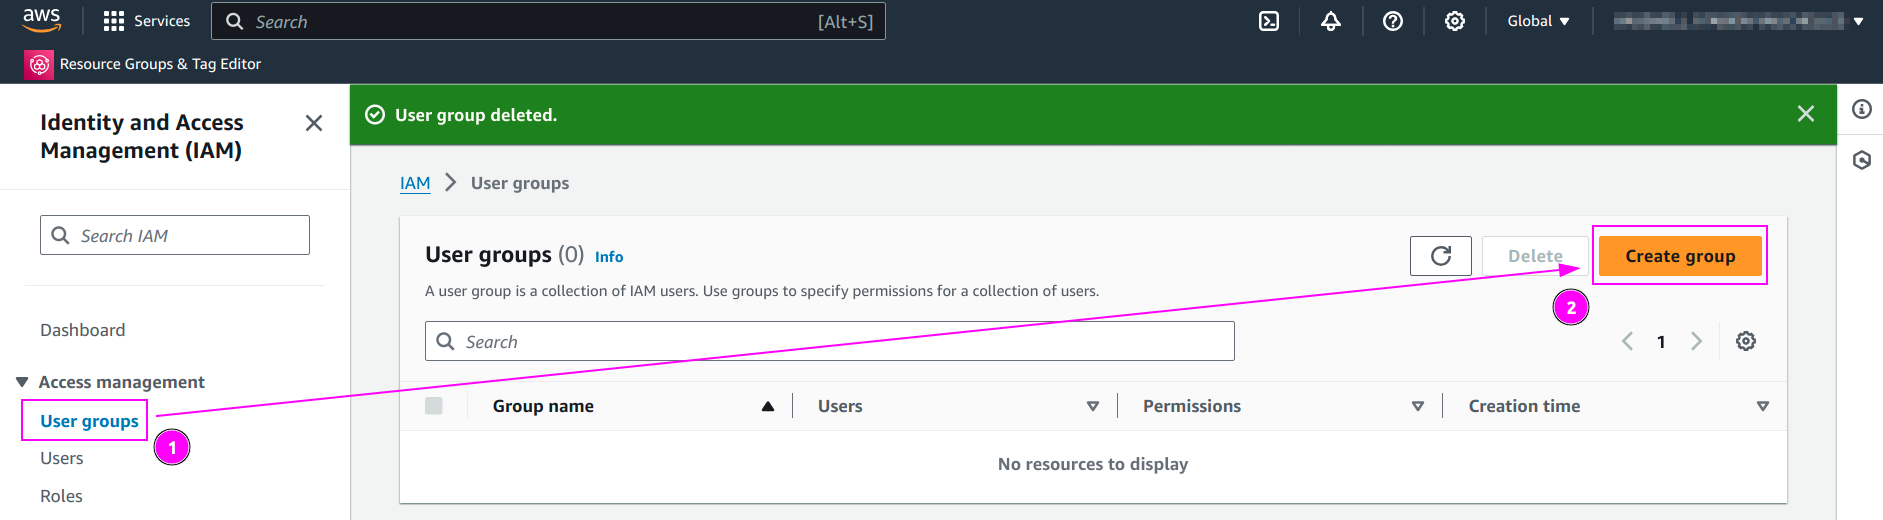 aws
Services
Search
[Alt+S]
Global
Resource Groups & Tag Editor
Identity and Access
Management (IAM)
Search IAM
Dashboard
Access management
User groups
1
Users
Roles
User group deleted.
IAM > User groups
User groups (0) Info
Delete
Create group
2
A user group is a collection of IAM users. Use groups to specify permissions for a collection of users.
Search
1
Group name
Users
Permissions
Creation time
No resources to display